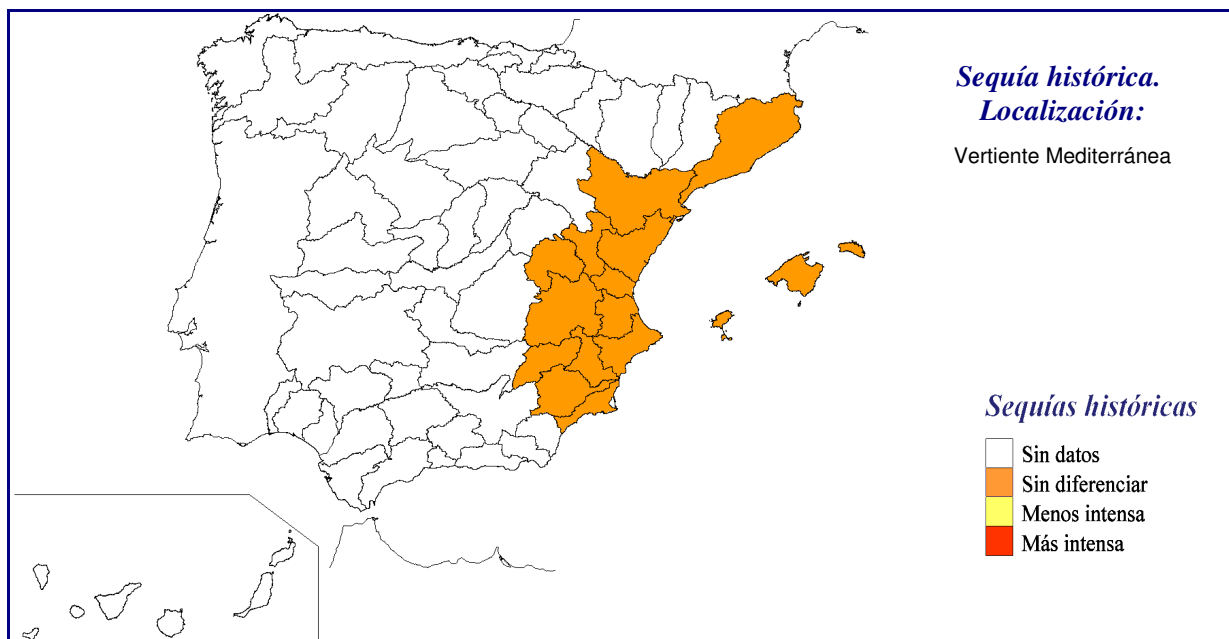 Sequía histórica.
Localización:
Vertiente Mediterránea
Sequías históricas
Sin datos
Sin diferenciar
Menos intensa
Más intensa